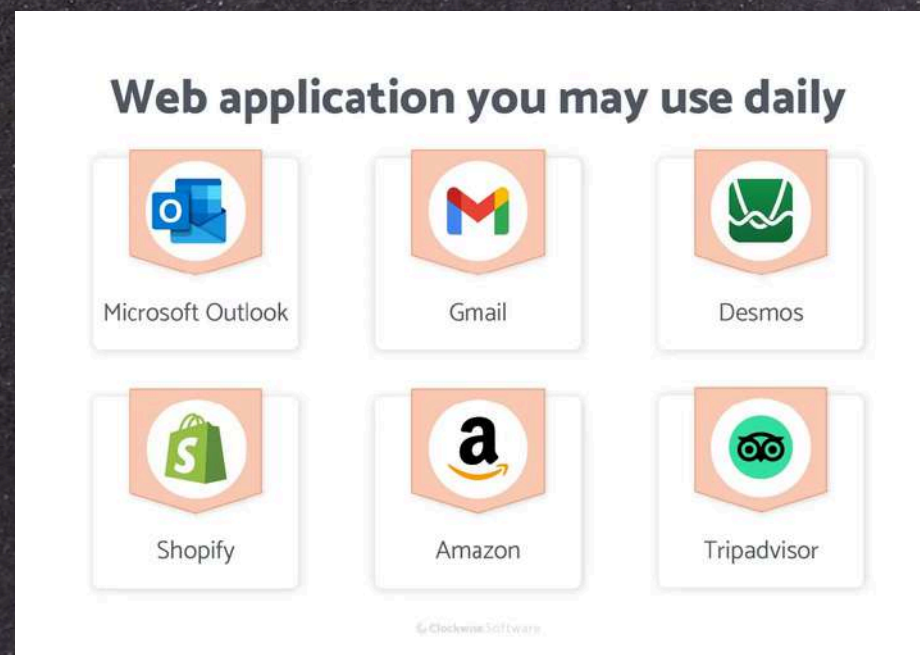 Web application you may use daily
Microsoft Outlook
Gmail
Desmos
Shopify
Amazon
Tripadvisor
Clockwise Software